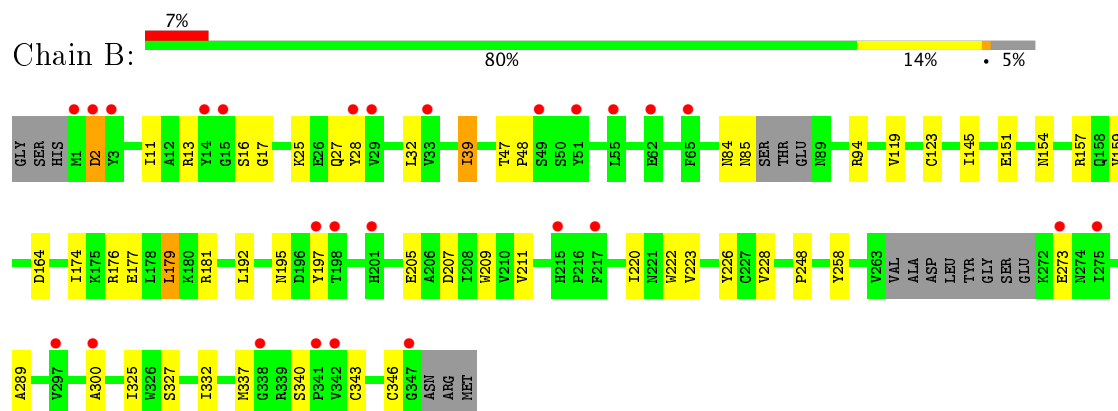 7%
Chain B:
80% 14% • 5%
GLY SER HIS M1 D2 Y3 I11 A12 R13 Y14 G15 S16 G17 K25 E26 Q27 Y28 V29 L32 V33 I39 T47 P48 S49 S50 Y51 L55 E62 F65 N84 N85 SER THR GLU N89 R94 V119 C123 I145 E151 N154 R157 Q158 V159
D164 I174 K175 R176 E177 L178 L179 K180 R181 L192 N195 D196 Y197 T198 H201 E205 A206 D207 I208 W209 V210 V211 H215 P216 F217 I220 N221 W222 V223 Y226 C227 V228 P248 Y258 V263 VAL ALA ASP LEU TYR GLY SER GLU K272 E273 N274 I275
A289 V297 A300 I325 W326 S327 I332 M337 G338 R339 S340 P341 V342 C343 C346 G347 ASN ARG MET